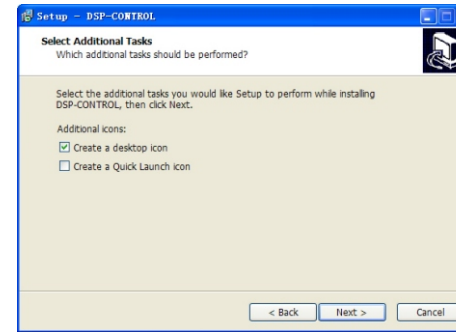 Setup - DSP-CONTROL
Select Additional Tasks
Which additional tasks should be performed?
Select the additional tasks you would like Setup to perform while installing
DSP-CONTROL, then click Next.
Additional icons:
Create a desktop icon
Create a Quick Launch icon
< Back Next > Cancel